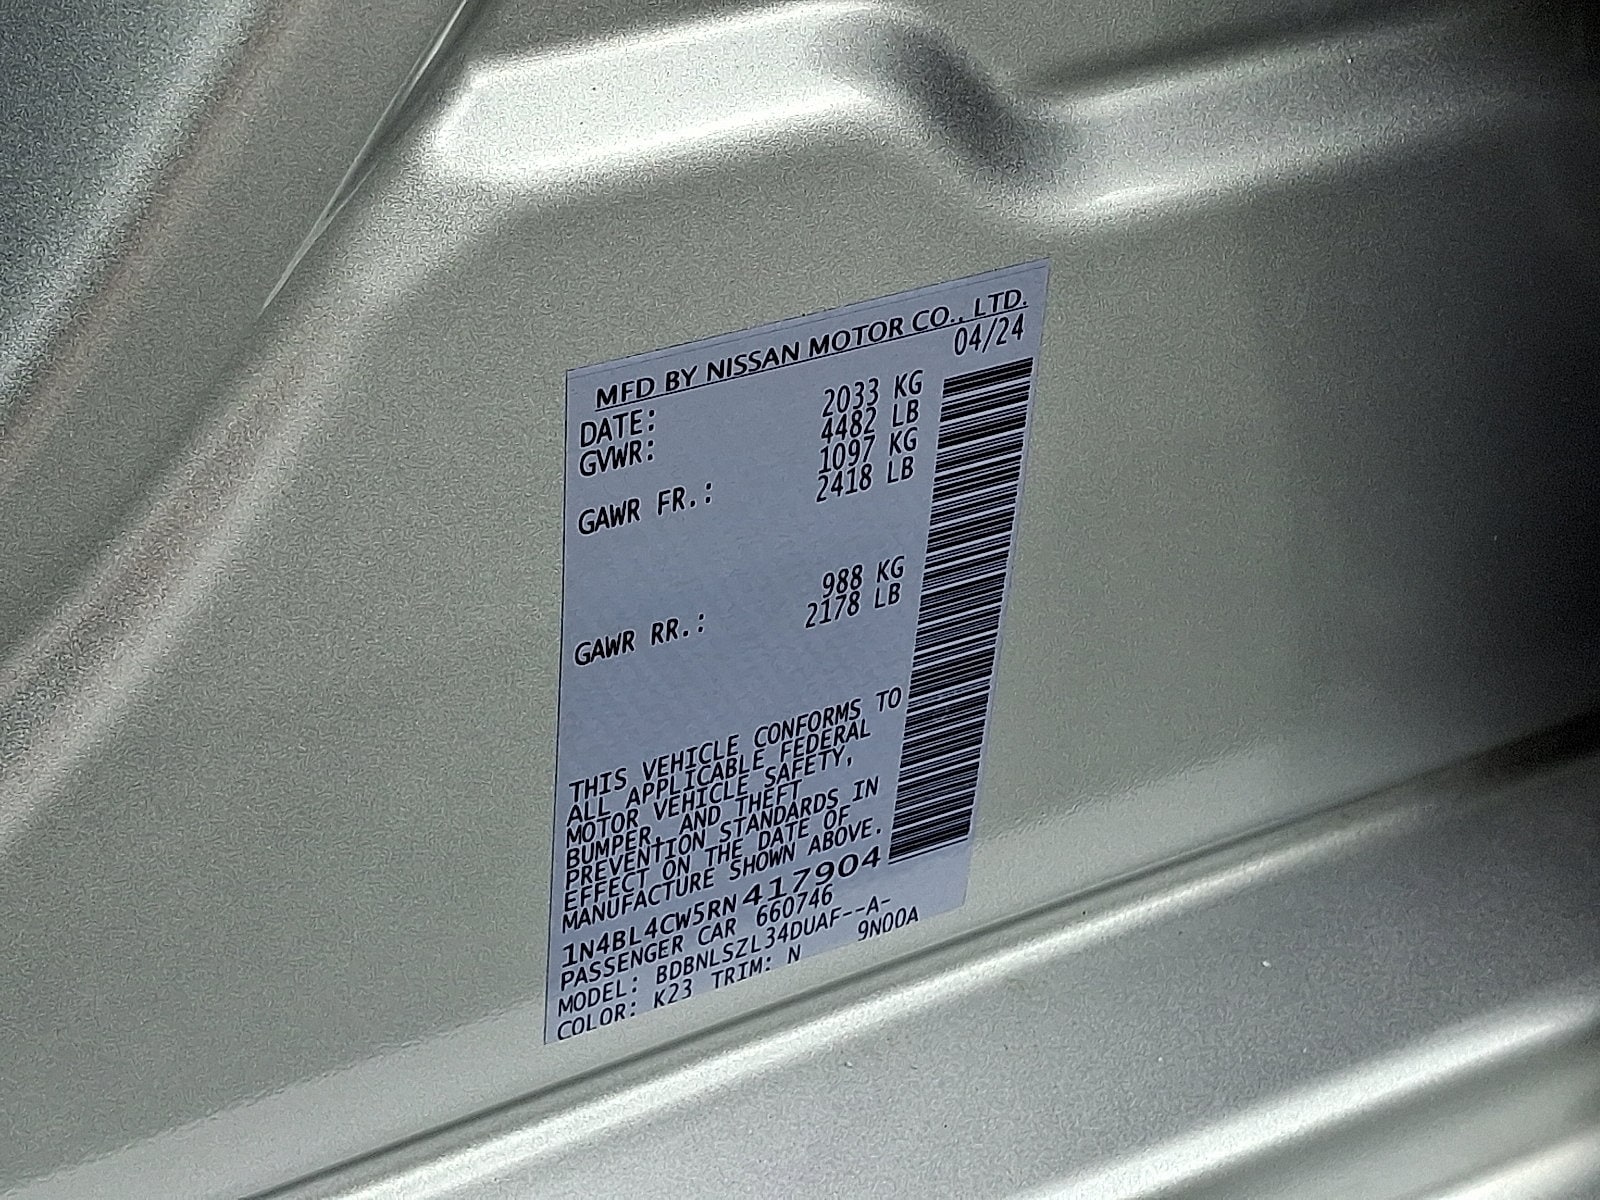 MFD BY NISSAN MOTOR CO., LTD.
DATE: 04/24
GVWR: 2033 KG
4482 LB
GAWR FR.: 1097 KG
2418 LB
GAWR RR.: 988 KG
2178 LB
THIS VEHICLE CONFORMS TO
ALL APPLICABLE FEDERAL
MOTOR VEHICLE SAFETY,
BUMPER, AND THEFT
PREVENTION STANDARDS IN
EFFECT ON THE DATE OF
MANUFACTURE SHOWN ABOVE.
1N4BL4CW5RN417904
PASSENGER CAR 660746
MODEL: BDBNLSZL34DUAF--A-
COLOR: K23 TRIM: N 9N00A